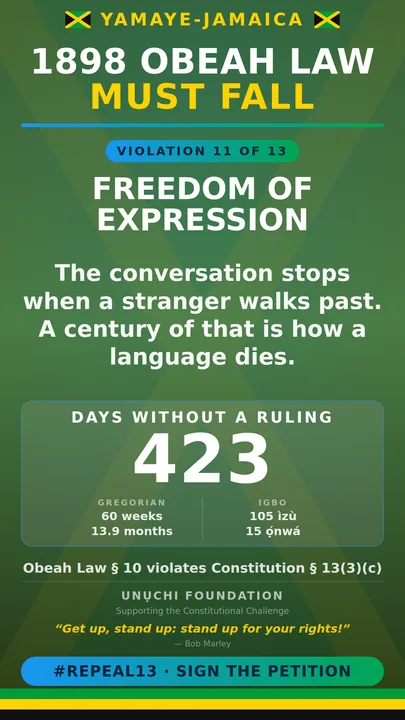 YAMAYE-JAMAICA
1898 OBEAH LAW
MUST FALL
VIOLATION 11 OF 13
FREEDOM OF
EXPRESSION
The conversation stops
when a stranger walks past.
A century of that is how a
language dies.
DAYS WITHOUT A RULING
423
GREGORIAN
60 weeks
13.9 months
IGBO
105 ìzù
15 ọ́nwá
Obeah Law § 10 violates Constitution § 13(3)(c)
UNỤCHI FOUNDATION
Supporting the Constitutional Challenge
“Get up, stand up: stand up for your rights!”
— Bob Marley
#REPEAL13 · SIGN THE PETITION